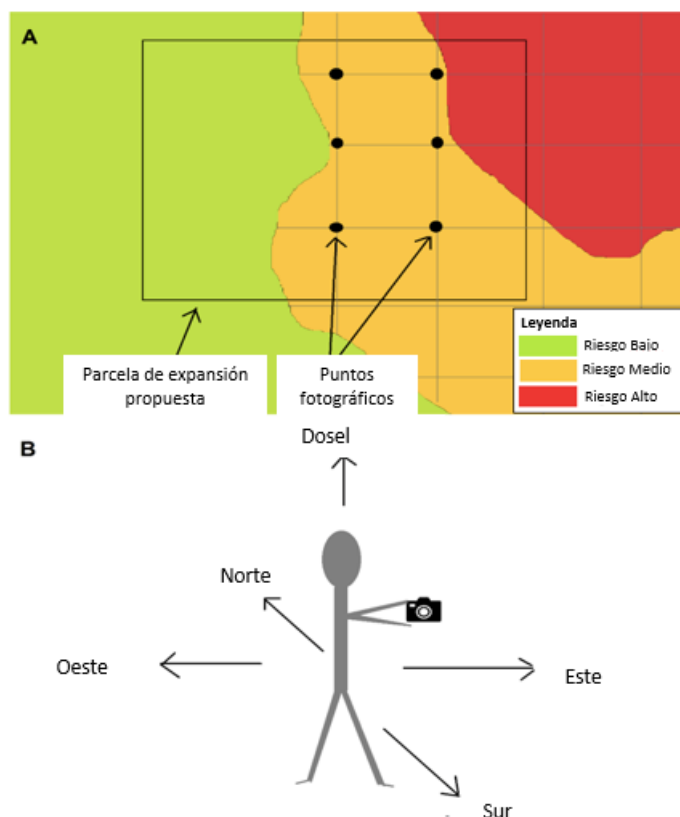 A
Leyenda
Riesgo Bajo
Riesgo Medio
Riesgo Alto
Parcela de expansión
propuesta
Puntos
fotográficos
B
Dosel
Norte
Oeste
Este
Sur